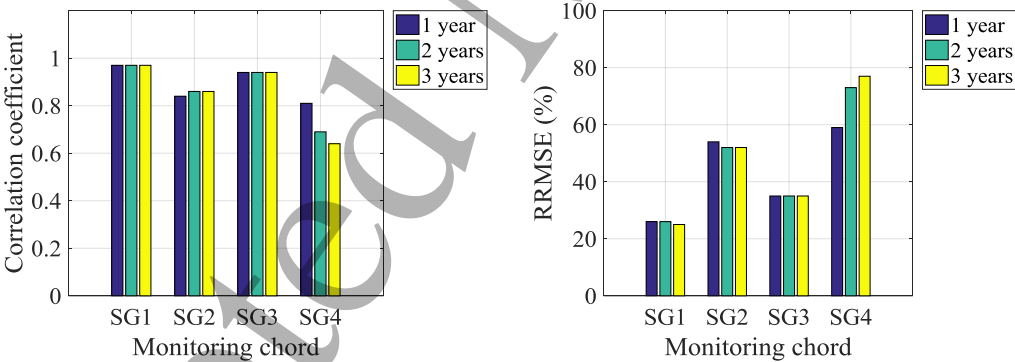 Correlation coefficient
1
0.8
0.6
0.4
0.2
0
SG1 SG2 SG3 SG4
Monitoring chord
1 year
2 years
3 years
RRMSE (%)
100
80
60
40
20
0
SG1 SG2 SG3 SG4
Monitoring chord
1 year
2 years
3 years